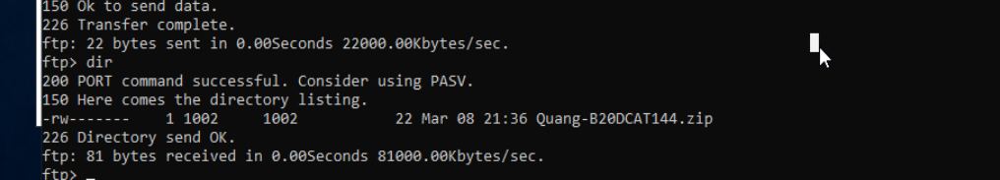 150 Ok to send data.
226 Transfer complete.
ftp: 22 bytes sent in 0.00Seconds 22000.00Kbytes/sec.
ftp> dir
200 PORT command successful. Consider using PASV.
150 Here comes the directory listing.
-rw-------    1 1002     1002           22 Mar 08 21:36 Quang-B20DCAT144.zip
226 Directory send OK.
ftp: 81 bytes received in 0.00Seconds 81000.00Kbytes/sec.
ftp> _